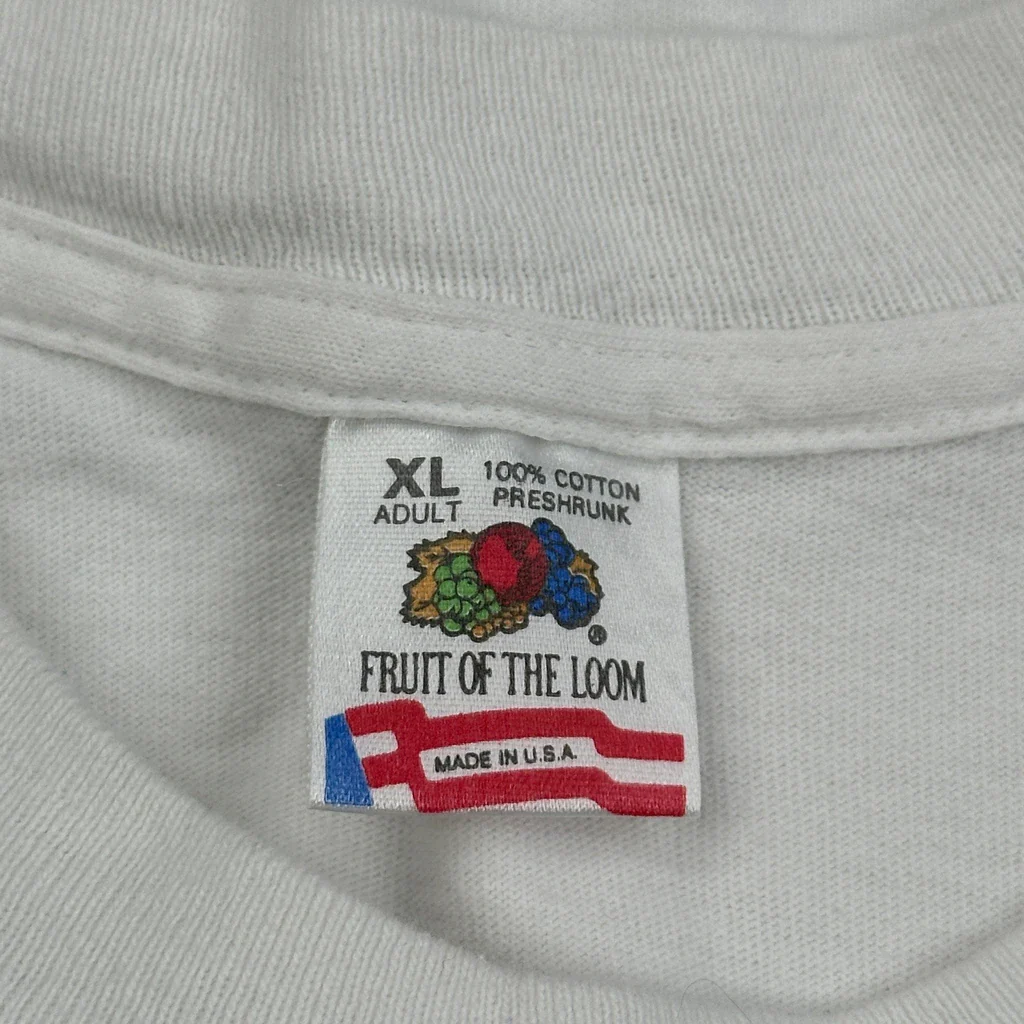 XL 100% COTTON
ADULT PRESHRUNK
®
FRUIT OF THE LOOM
MADE IN U.S.A.